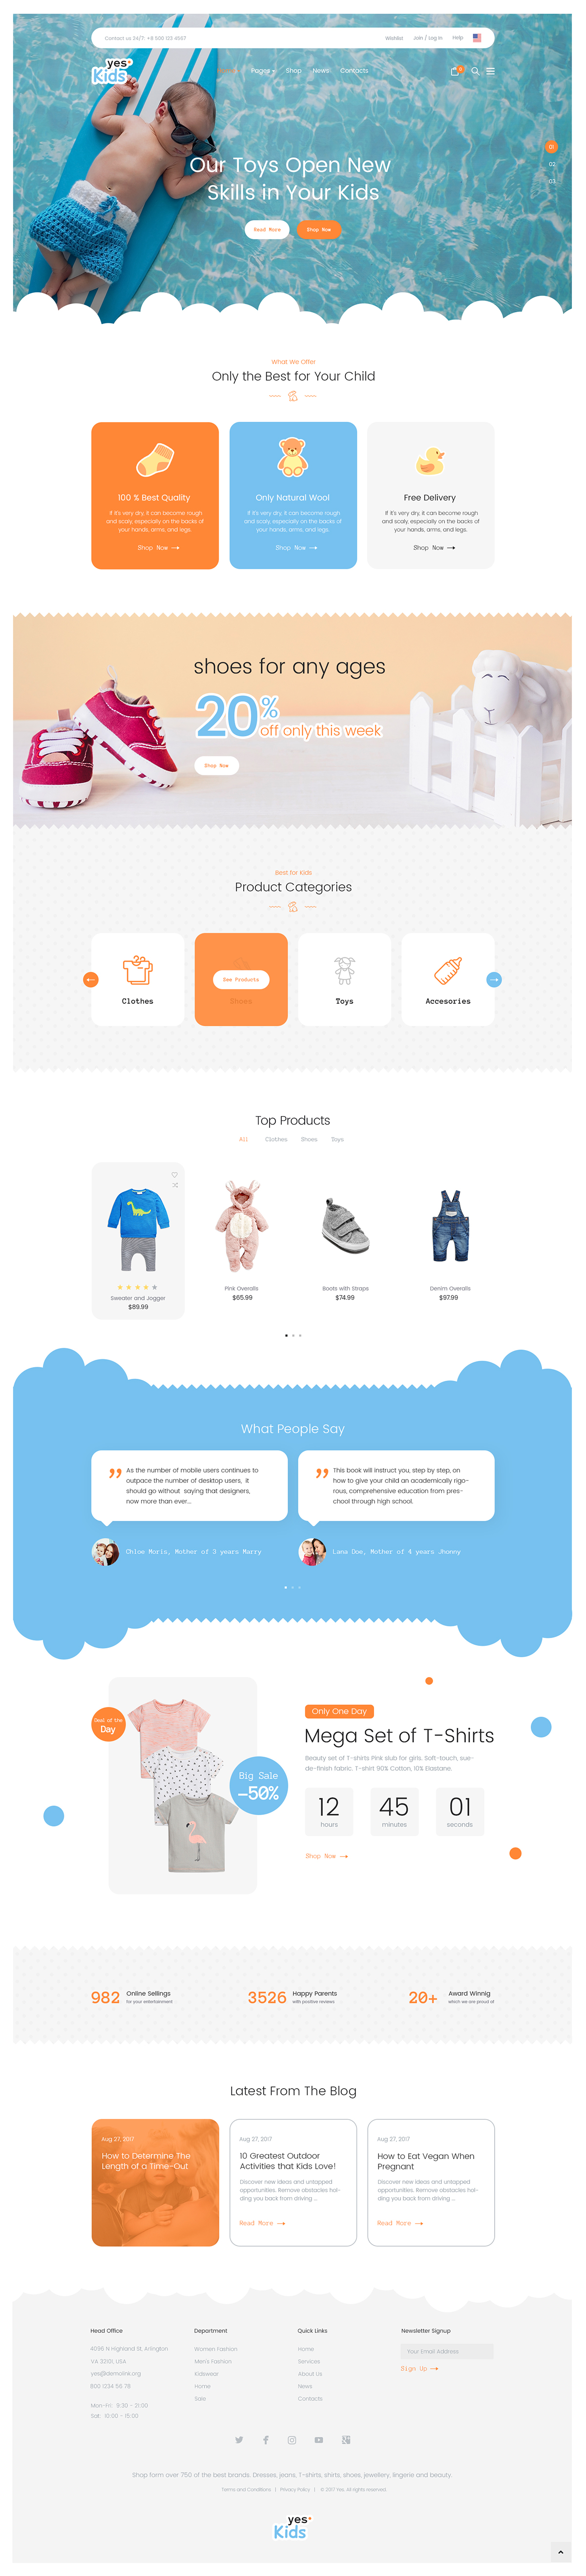 Contact us 24/7: +8 500 123 4567
Wishlist Join / Log In Help
yes
Kids
Pages Shop News Contacts
Our Toys Open New
Skills in Your Kids
01
02
03
Read More Shop Now
What We Offer
Only the Best for Your Child
100 % Best Quality
If it's very dry, it can become rough
and scaly, especially on the backs of
your hands, arms, and legs.
Shop Now
Only Natural Wool
If it's very dry, it can become rough
and scaly, especially on the backs of
your hands, arms, and legs.
Shop Now
Free Delivery
If it's very dry, it can become rough
and scaly, especially on the backs of
your hands, arms, and legs.
Shop Now
shoes for any ages
20%
off only this week
Shop Now
Best for Kids
Product Categories
Clothes
See Products
Shoes
Toys
Accesories
Top Products
All Clothes Shoes Toys
Sweater and Jogger
$89.99
Pink Overalls
$65.99
Boots with Straps
$74.99
Denim Overalls
$97.99
What People Say
As the number of mobile users continues to
outpace the number of desktop users, it
should go without saying that designers,
now more than ever...
Chloe Moris, Mother of 3 years Marry
This book will instruct you, step by step, on
how to give your child an academically rigo-
rous, comprehensive education from pres-
chool through high school.
Lana Doe, Mother of 4 years Jhonny
Deal of the
Day
Big Sale
-50%
Only One Day
Mega Set of T-Shirts
Beauty set of T-shirts Pink slub for girls. Soft-touch, sue-
de-finish fabric. T-shirt 90% Cotton, 10% Elastane.
12 45 01
hours minutes seconds
Shop Now
982 Online Sellings
for your entertainment
3526 Happy Parents
with positive reviews
20+ Award Winnig
which we are proud of
Latest From The Blog
Aug 27, 2017
How to Determine The
Length of a Time-Out
Aug 27, 2017
10 Greatest Outdoor
Activities that Kids Love!
Discover new ideas and untapped
opportunities. Remove obstacles hol-
ding you back from driving ...
Read More
Aug 27, 2017
How to Eat Vegan When
Pregnant
Discover new ideas and untapped
opportunities. Remove obstacles hol-
ding you back from driving ...
Read More
Head Office
4096 N Highland St, Arlington
VA 32101, USA
yes@demolink.org
800 1234 56 78
Mon-Fri: 9:30 - 21:00
Sat: 10:00 - 15:00
Department
Women Fashion
Men's Fashion
Kidswear
Home
Sale
Quick Links
Home
Services
About Us
News
Contacts
Newsletter Signup
Your Email Address
Sign Up
Shop form over 750 of the best brands. Dresses, jeans, T-shirts, shirts, shoes, jewellery, lingerie and beauty.
Terms and Conditions | Privacy Policy | © 2017 Yes. All rights reserved.
yes
Kids